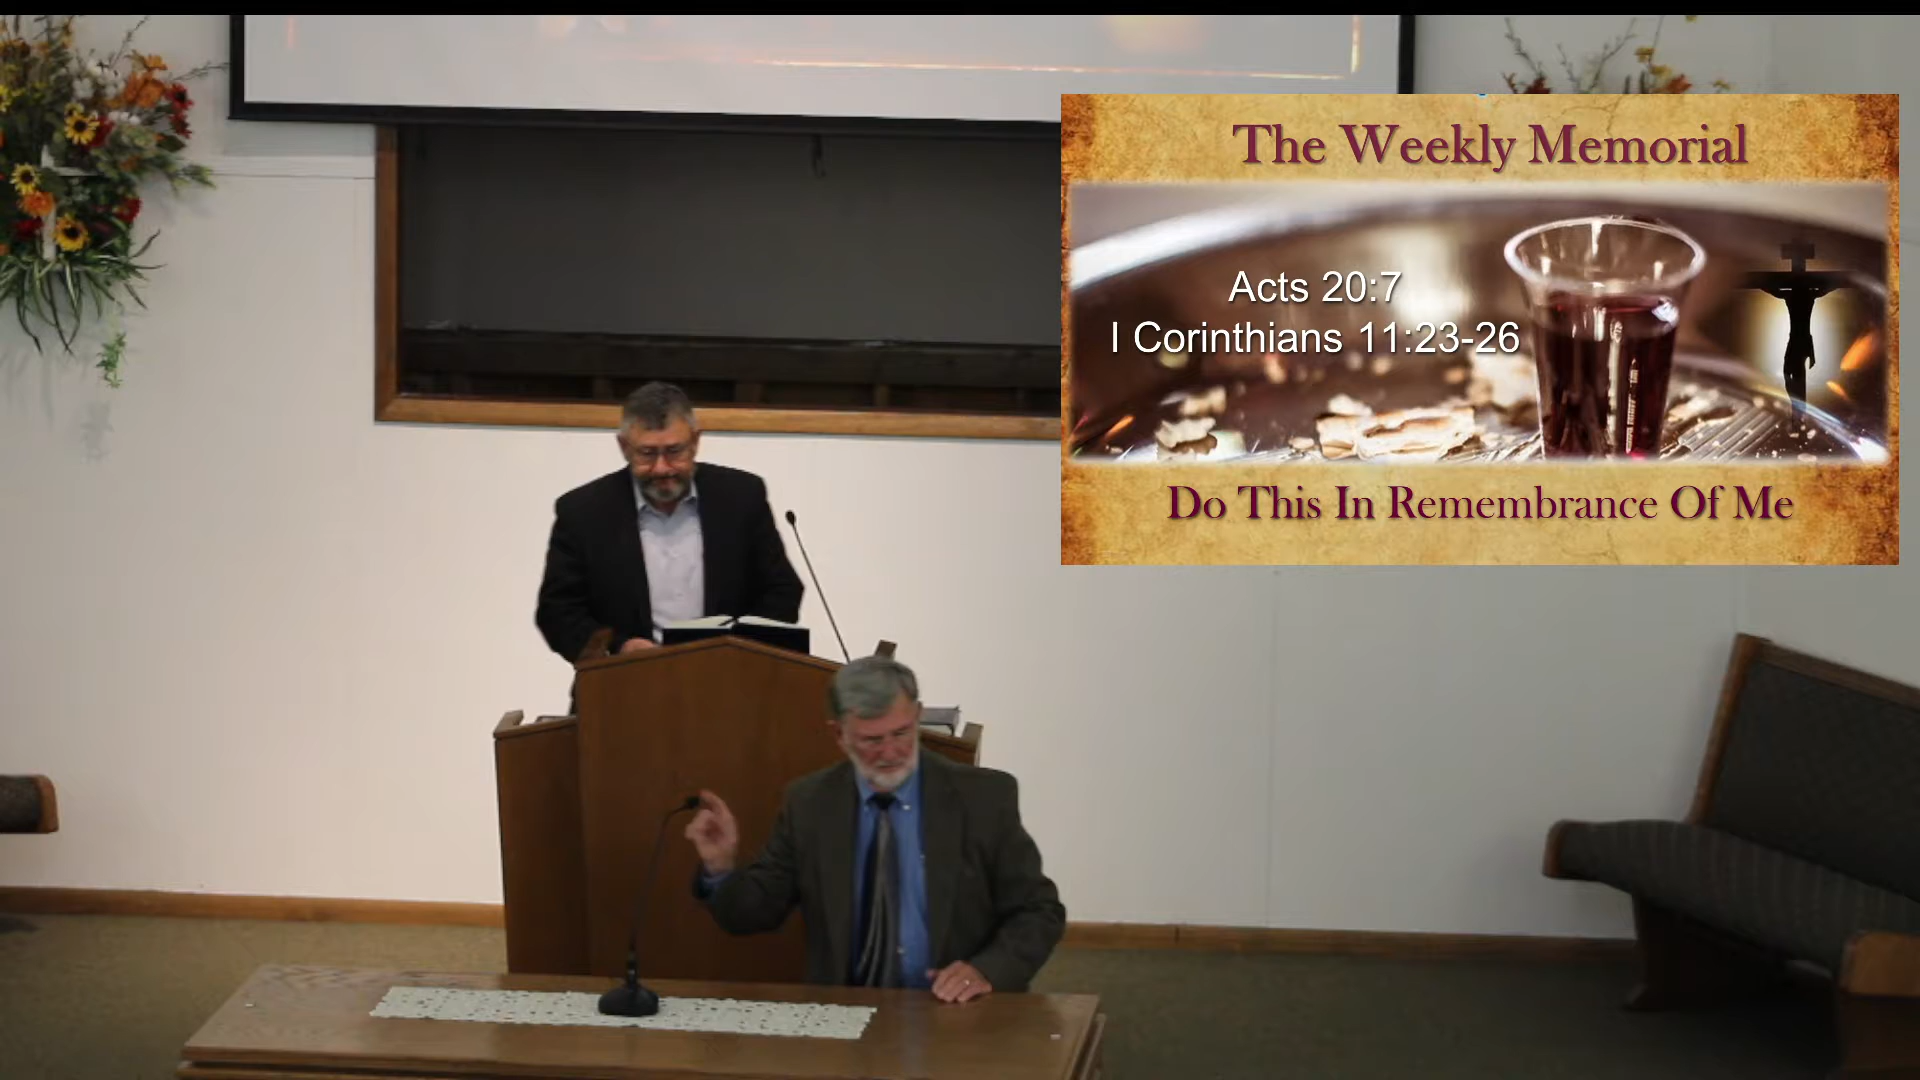 The Weekly Memorial
Acts 20:7
I Corinthians 11:23-26
Do This In Remembrance Of Me